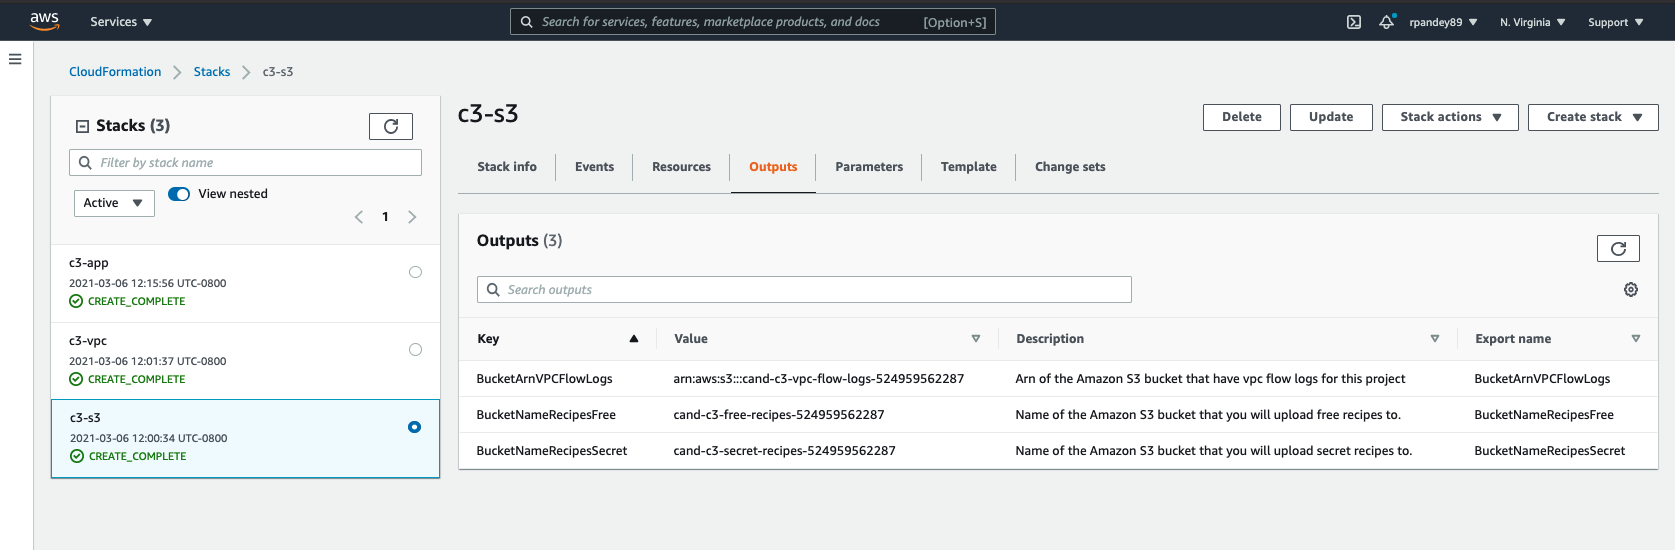 aws Services Search for services, features, marketplace products, and docs [Option+S] rpandey89 N. Virginia Support
CloudFormation Stacks c3-s3
Stacks (3)
Filter by stack name
Active View nested
1
c3-app
2021-03-06 12:15:56 UTC-0800
CREATE_COMPLETE
c3-vpc
2021-03-06 12:01:37 UTC-0800
CREATE_COMPLETE
c3-s3
2021-03-06 12:00:34 UTC-0800
CREATE_COMPLETE
c3-s3 Delete Update Stack actions Create stack
Stack info Events Resources Outputs Parameters Template Change sets
Outputs (3)
Search outputs
Key Value Description Export name
BucketArnVPCFlowLogs arn:aws:s3:::cand-c3-vpc-flow-logs-524959562287 Arn of the Amazon S3 bucket that have vpc flow logs for this project BucketArnVPCFlowLogs
BucketNameRecipesFree cand-c3-free-recipes-524959562287 Name of the Amazon S3 bucket that you will upload free recipes to. BucketNameRecipesFree
BucketNameRecipesSecret cand-c3-secret-recipes-524959562287 Name of the Amazon S3 bucket that you will upload secret recipes to. BucketNameRecipesSecret